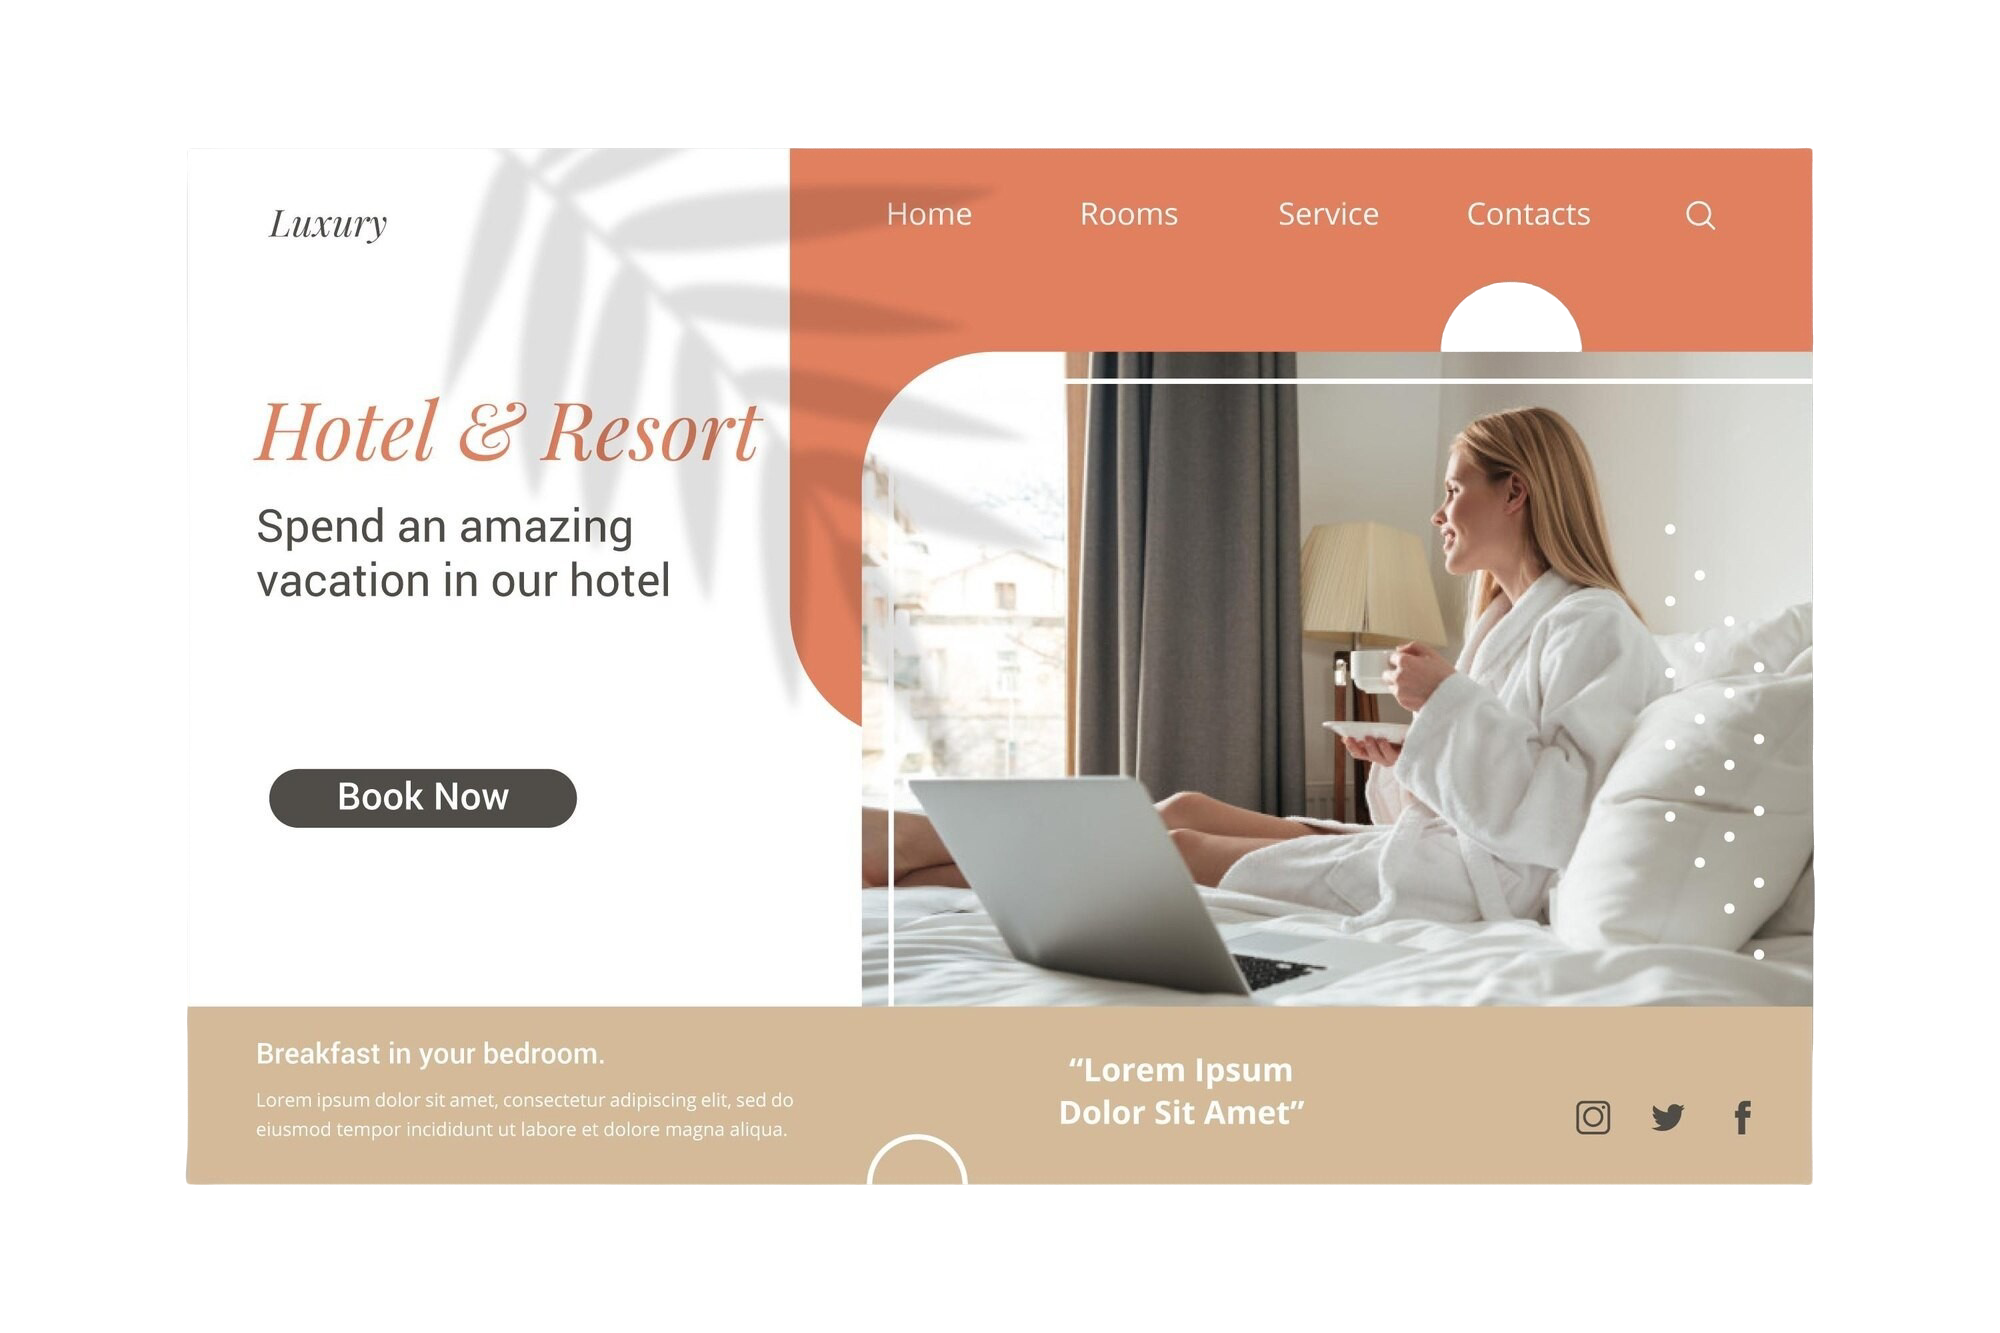 Luxury
Home
Rooms
Service
Contacts
Hotel & Resort
Spend an amazing
vacation in our hotel
Book Now
Breakfast in your bedroom.
Lorem ipsum dolor sit amet, consectetur adipiscing elit, sed do
eiusmod tempor incididunt ut labore et dolore magna aliqua.
“Lorem Ipsum
Dolor Sit Amet”